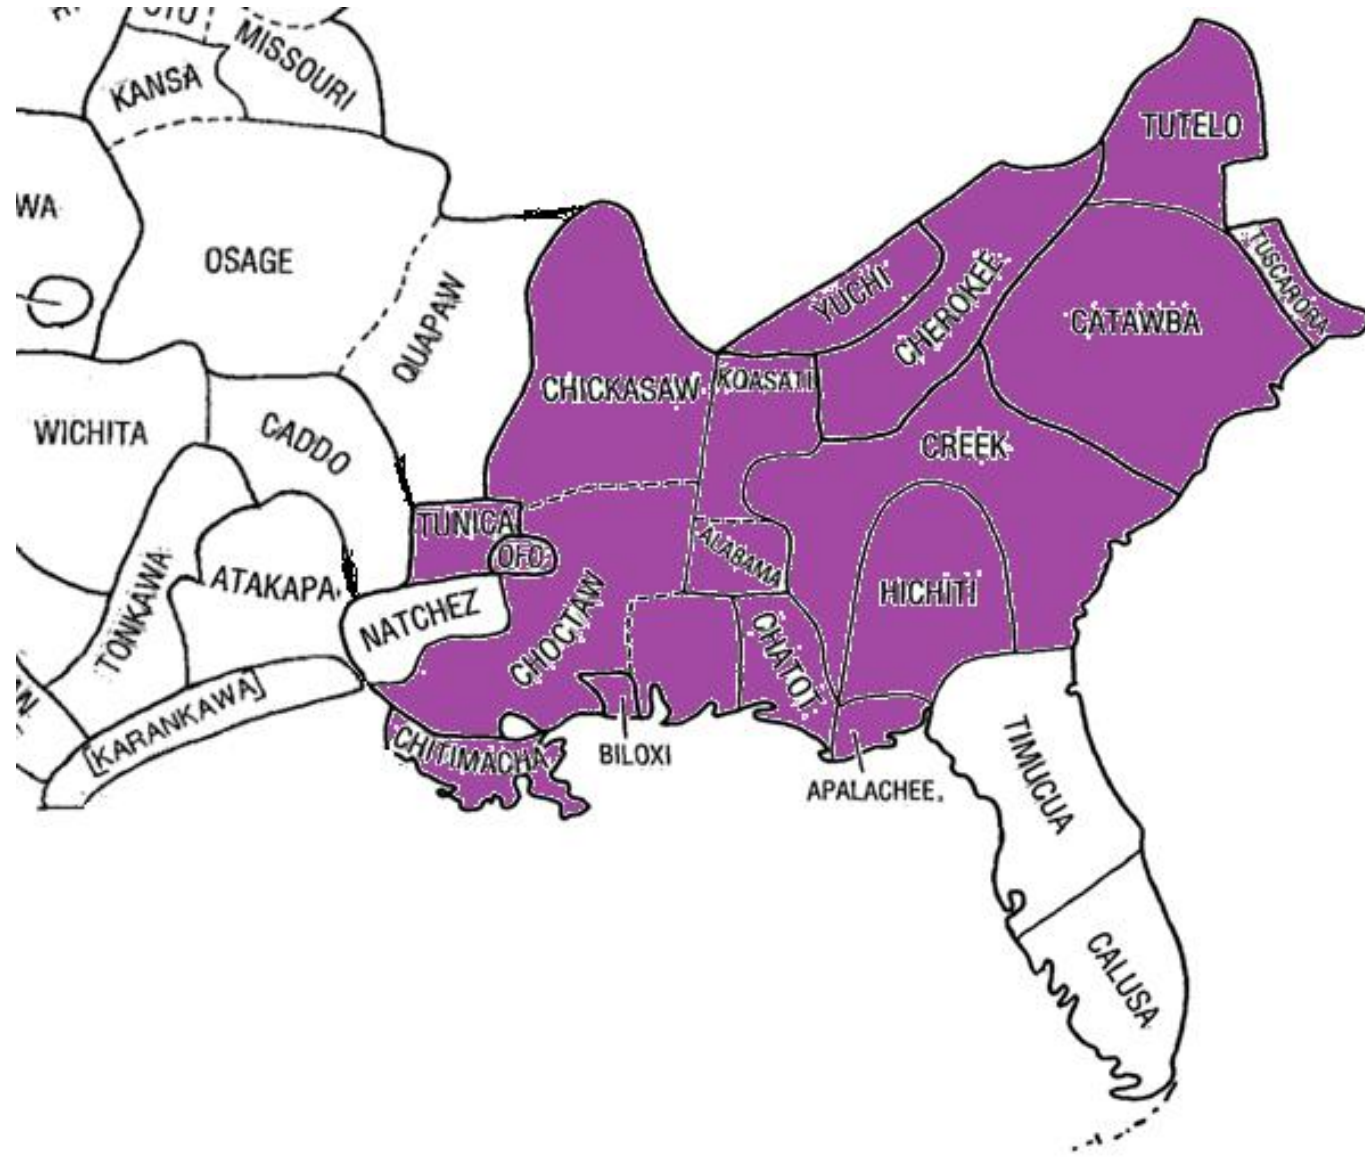 MISSOURI
KANSA
TUTELO
WA
OSAGE
TUSCARORA
QUAPAW
YUCHI
CHEROKEE
CATAWBA
CHICKASAW
KOASATI
WICHITA
CADDO
CREEK
TUNICA
OFO
ALABAMA
TONKAWA
ATAKAPA.
NATCHEZ
CHOCTAW
HICHITI
CHATOT
[KARANKAWA]
CHITIMACHA
BILOXI
APALACHEE.
TIMUCUA
CALUSA